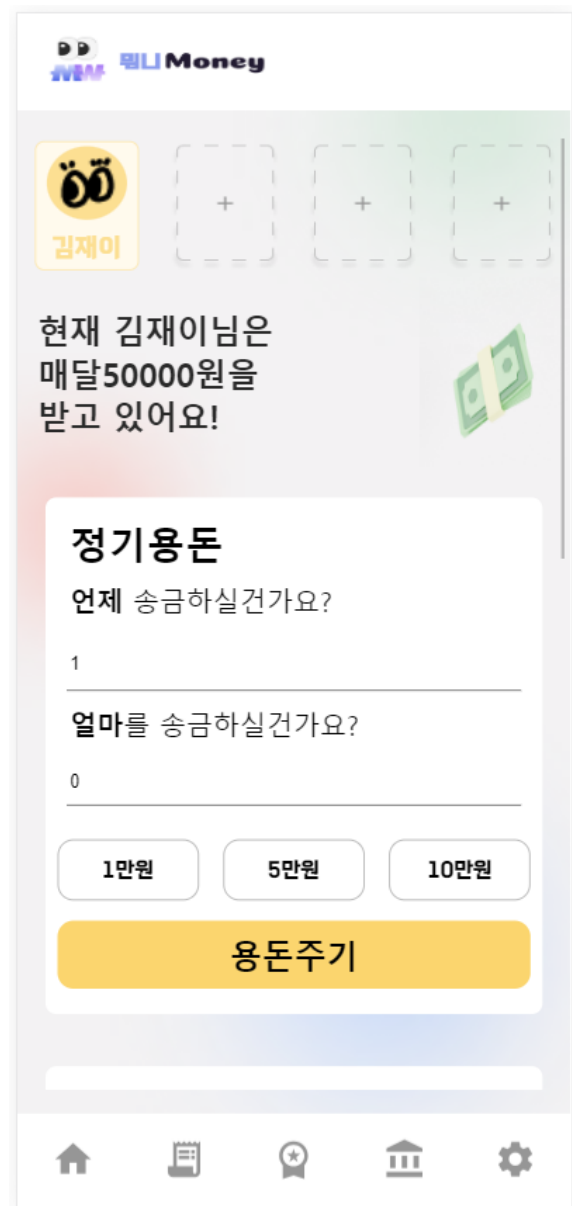 뭔니Money
김재이
+
+
+
현재 김재이님은
매달50000원을
받고 있어요!
정기용돈
언제 송금하실건가요?
1
얼마를 송금하실건가요?
0
1만원 5만원 10만원
용돈주기